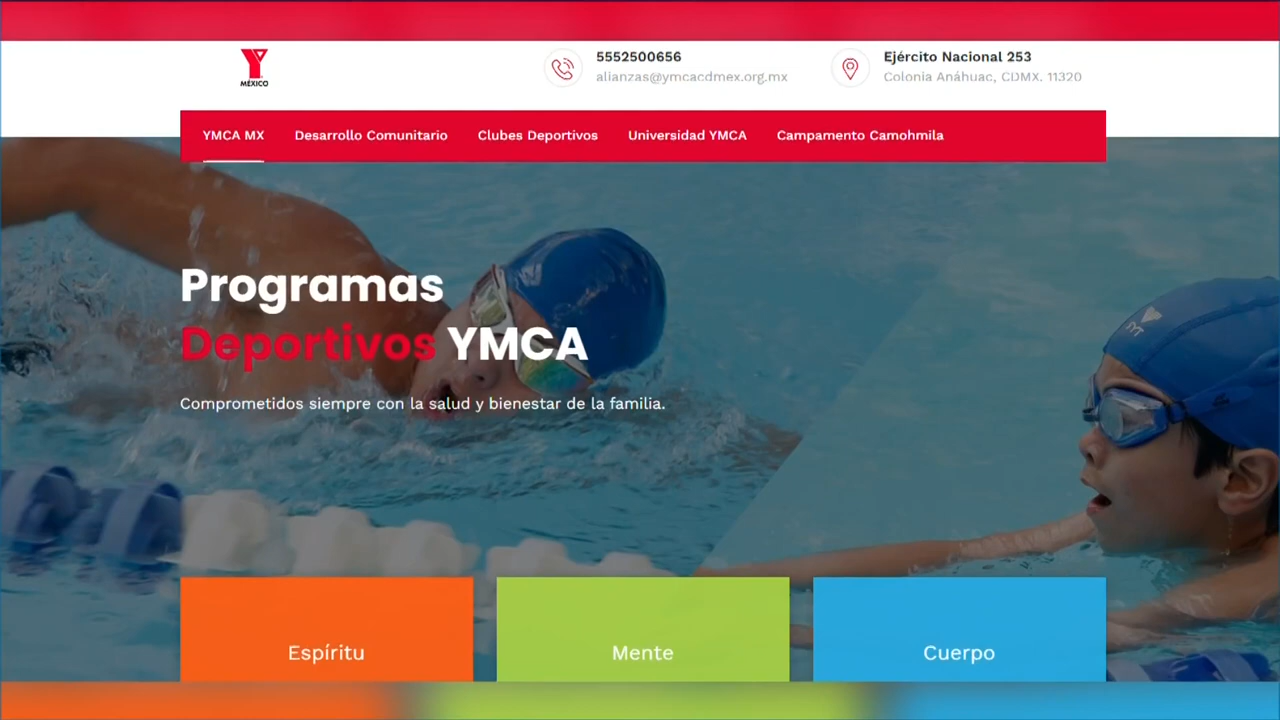 MÉXICO
5552500656
alianzas@ymcacdmex.org.mx
Ejército Nacional 253
Colonia Anáhuac, CDMX. 11320
YMCA MX Desarrollo Comunitario Clubes Deportivos Universidad YMCA Campamento Camohmila
Programas
Deportivos YMCA
Comprometidos siempre con la salud y bienestar de la familia.
Espíritu Mente Cuerpo